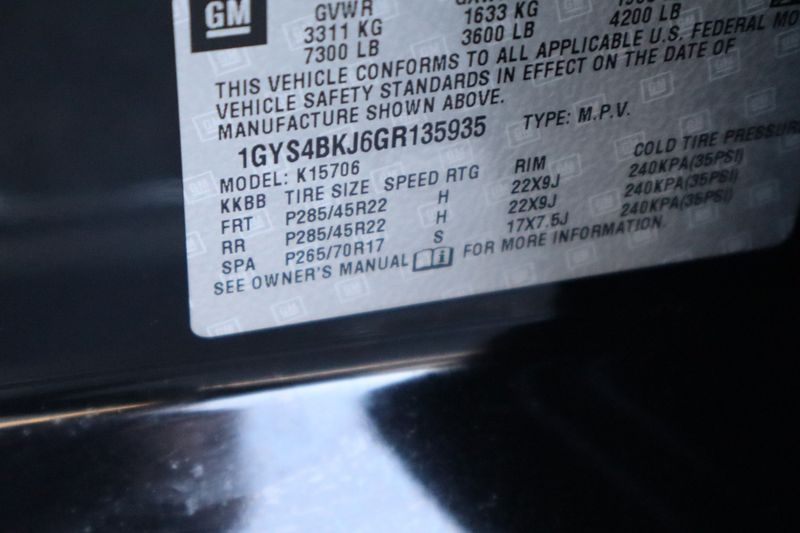 GM
GVWR
3311 KG 1633 KG
7300 LB 3600 LB 4200 LB
THIS VEHICLE CONFORMS TO ALL APPLICABLE U.S. FEDERAL
VEHICLE SAFETY STANDARDS IN EFFECT ON THE DATE OF
MANUFACTURE SHOWN ABOVE.
1GYS4BKJ6GR135935 TYPE: M.P.V.
MODEL: K15706
KKBB TIRE SIZE SPEED RTG RIM COLD TIRE
FRT P285/45R22 H 22X9J 240KPA(35PSI)
RR P285/45R22 H 22X9J 240KPA(35PSI)
SPA P265/70R17 S 17X7.5J 240KPA(35PSI)
SEE OWNER'S MANUAL FOR MORE INFORMATION.